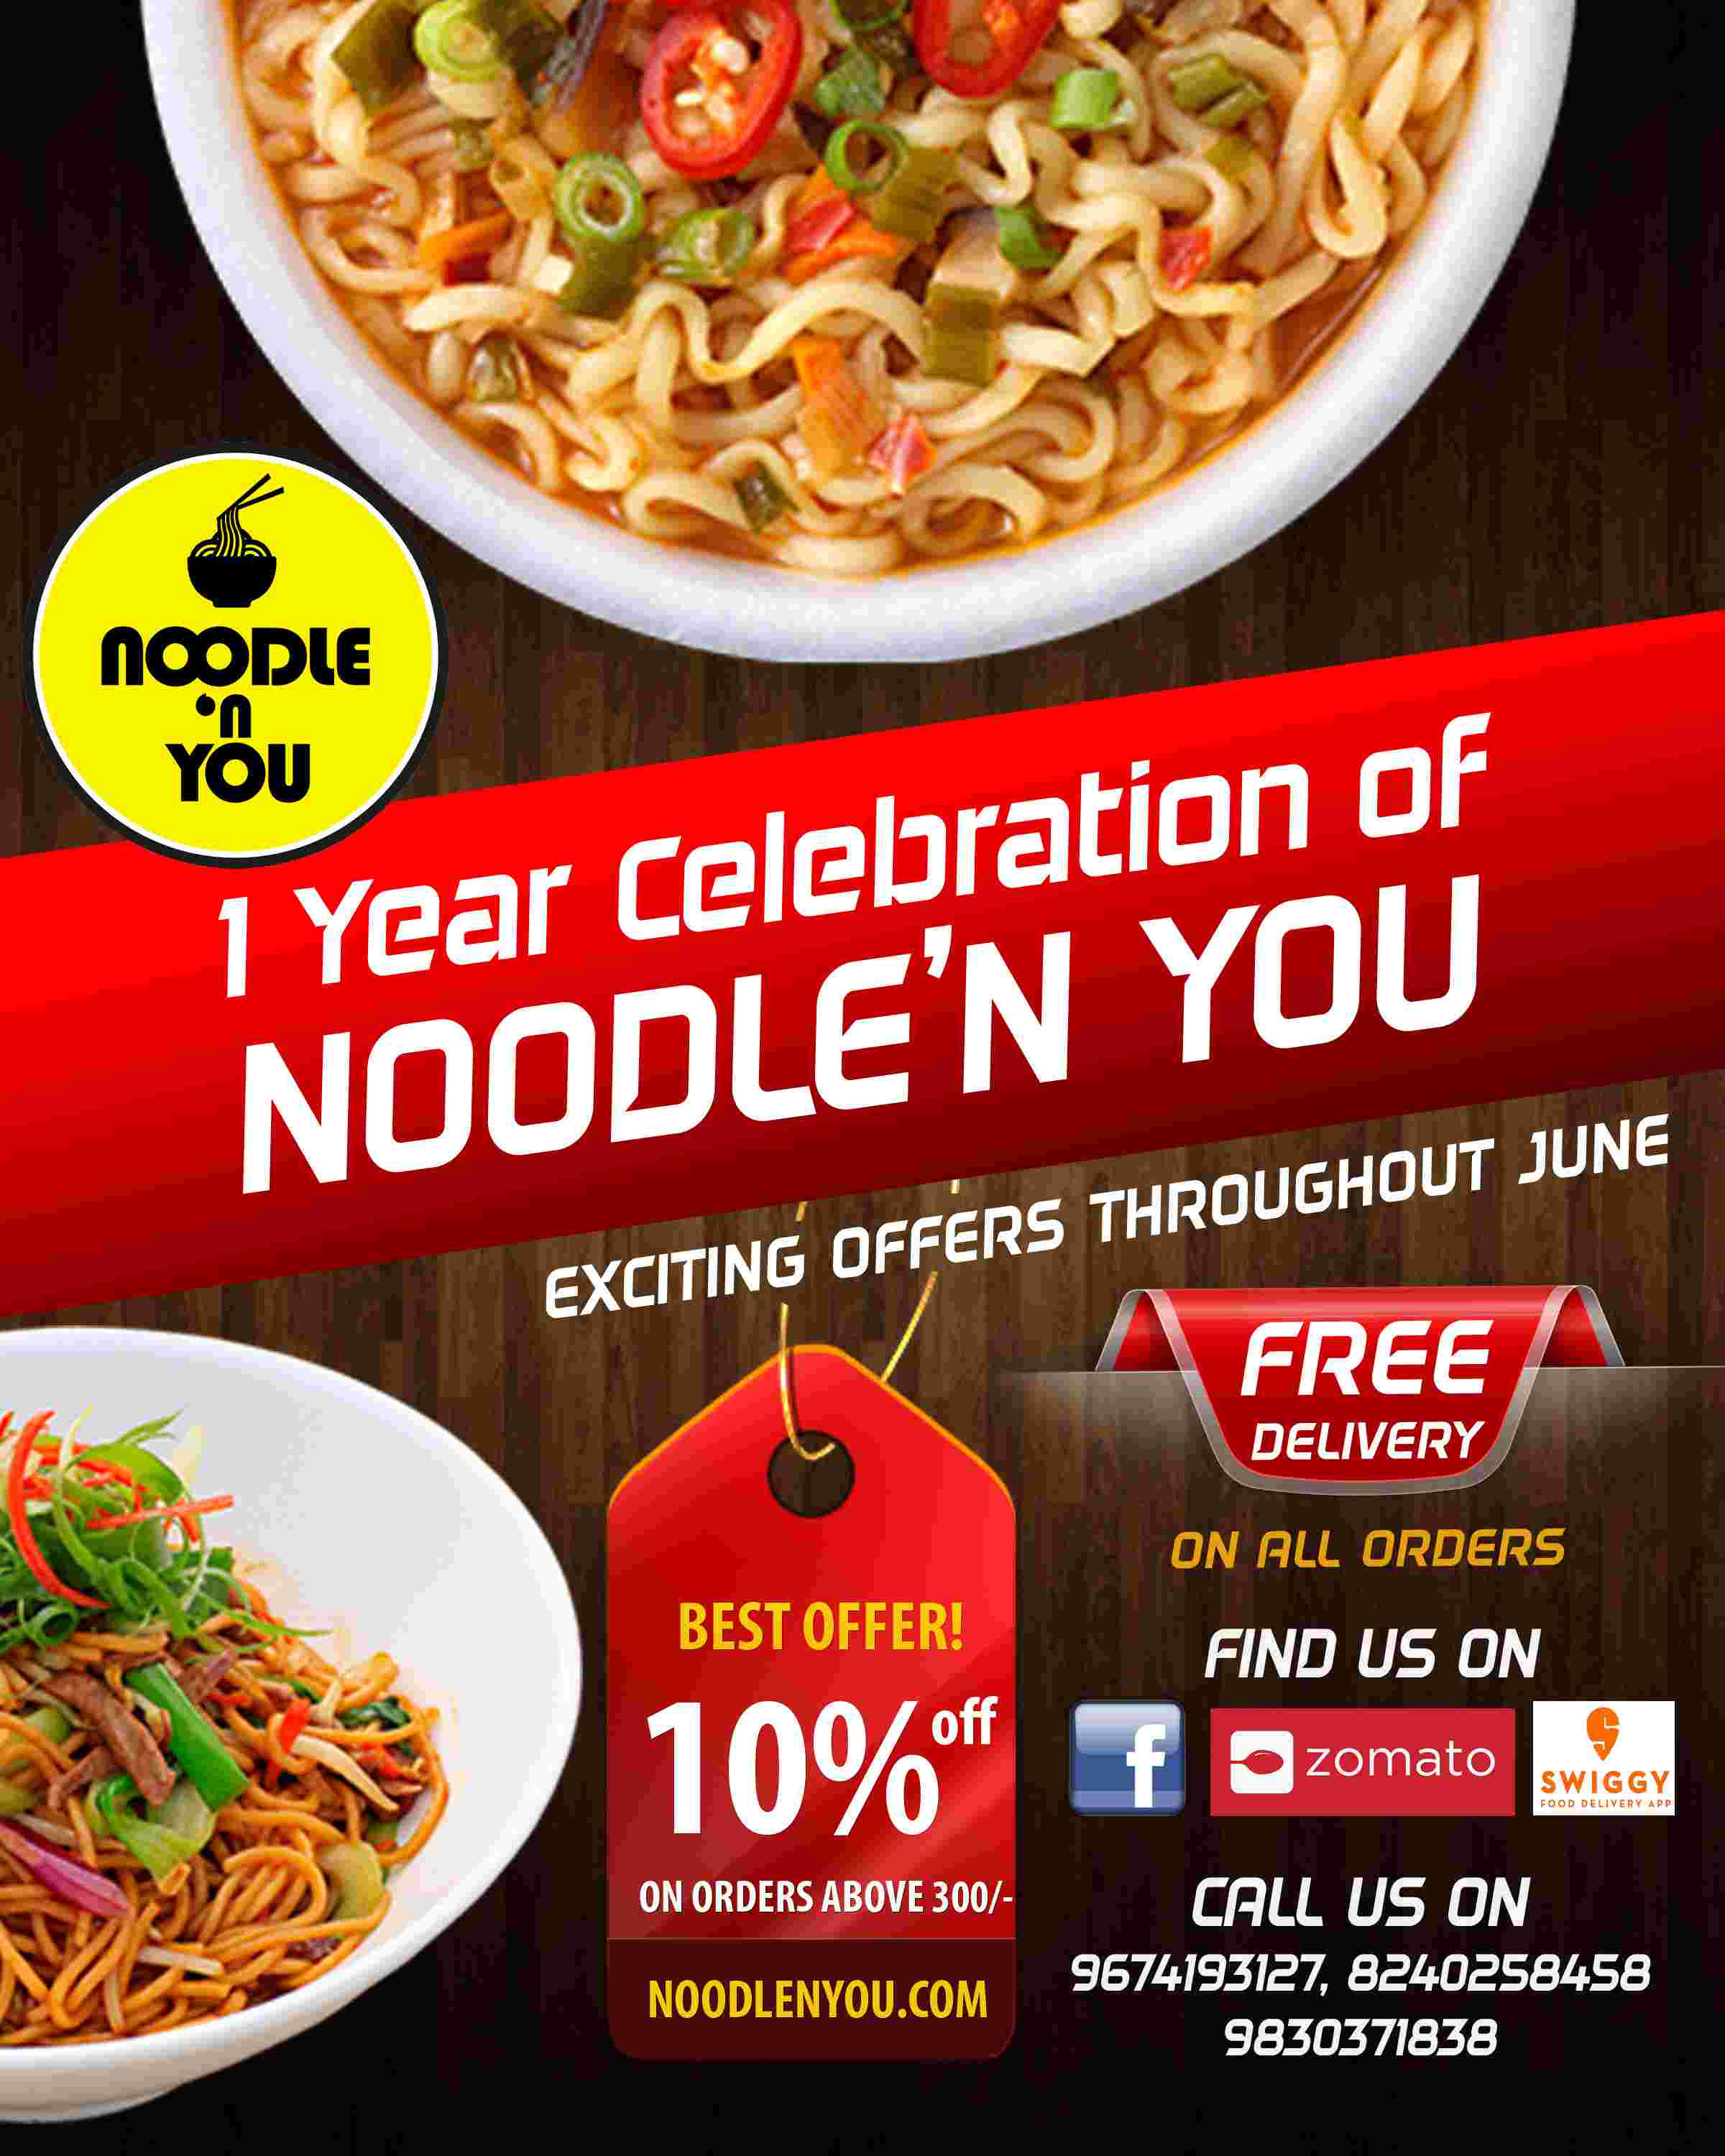 NOODLE
'n
YOU
1 Year Celebration of
NOODLE'N YOU
EXCITING OFFERS THROUGHOUT JUNE
FREE
DELIVERY
ON ALL ORDERS
BEST OFFER!
10% off
ON ORDERS ABOVE 300/-
NOODLENYOU.COM
FIND US ON
f
zomato
SWIGGY
FOOD DELIVERY APP
CALL US ON
9674193127, 8240258458
9830371838